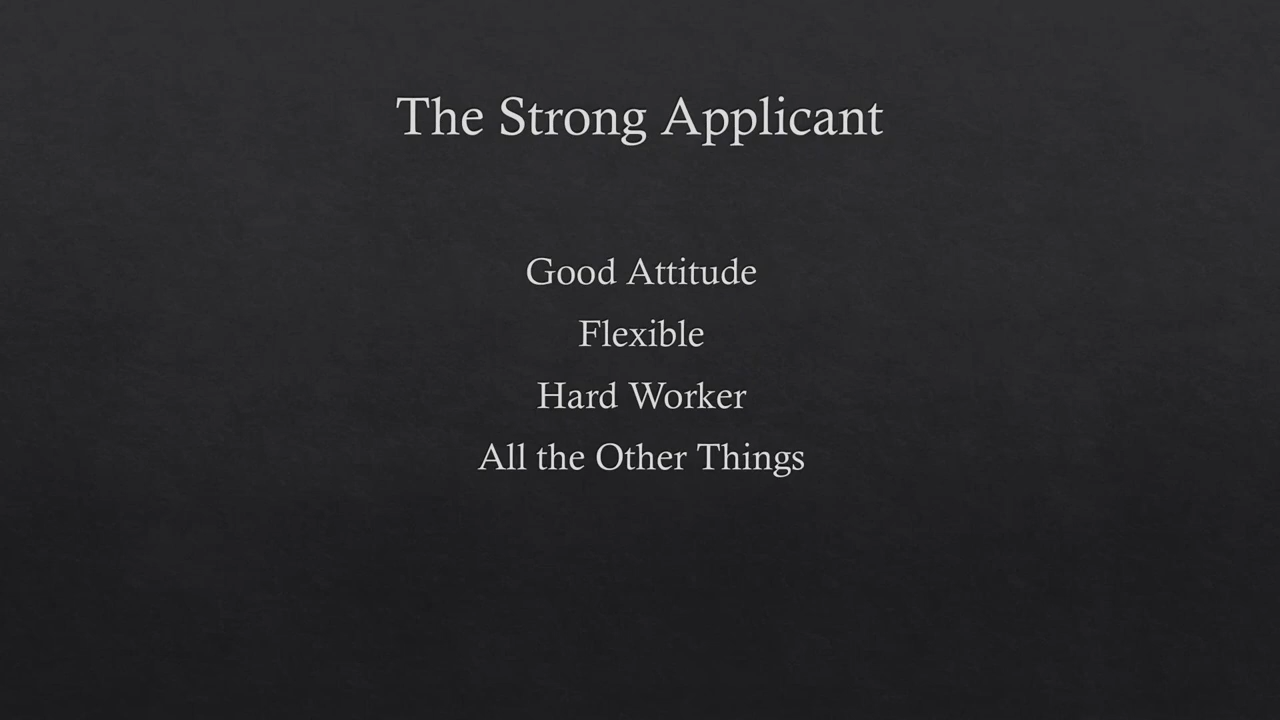 The Strong Applicant
Good Attitude
Flexible
Hard Worker
All the Other Things